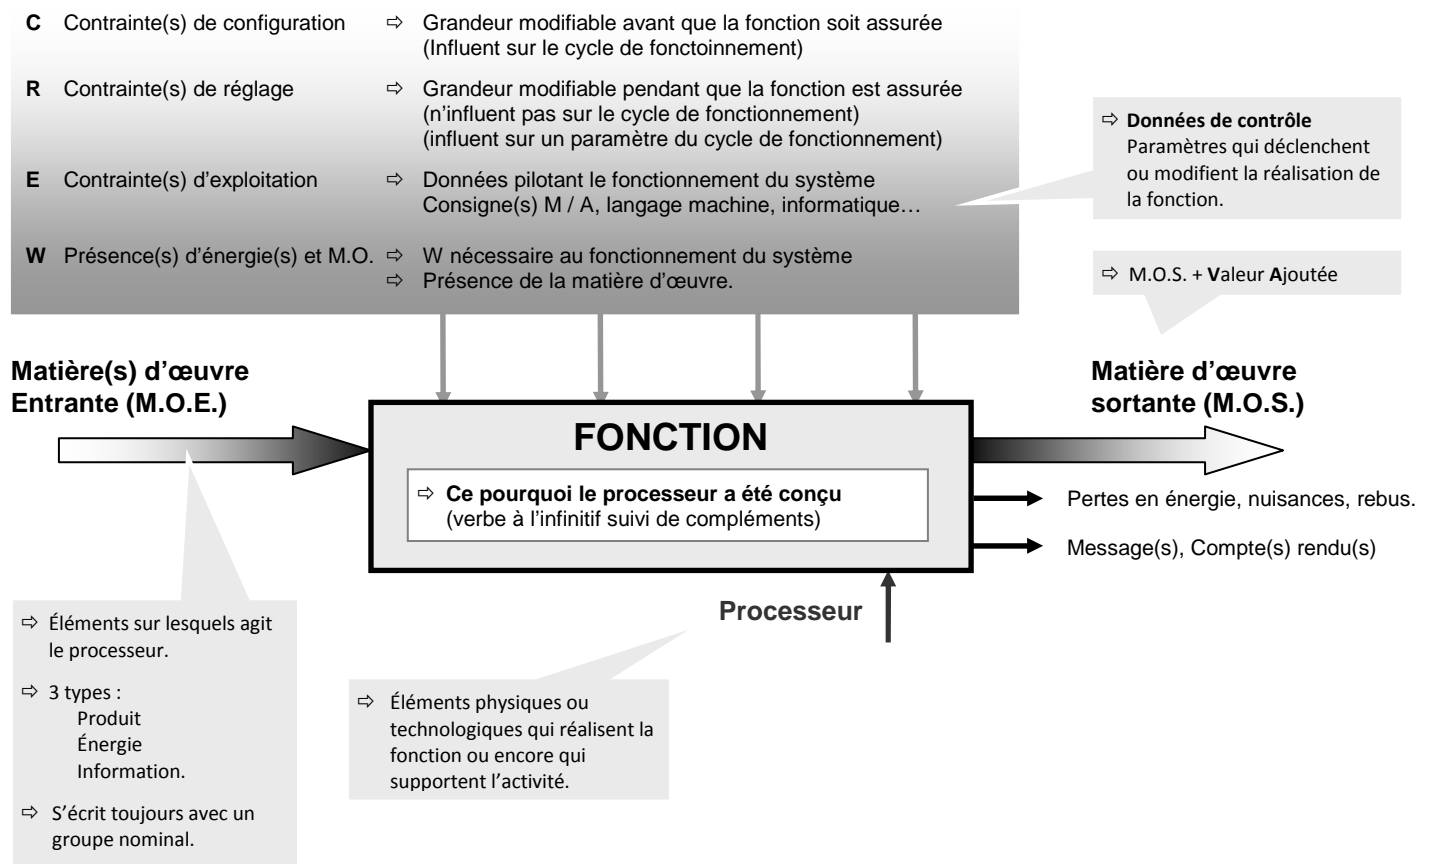 C Contrainte(s) de configuration ⇨ Grandeur modifiable avant que la fonction soit assurée
(Influent sur le cycle de fonctoinnement)
R Contrainte(s) de réglage ⇨ Grandeur modifiable pendant que la fonction est assurée
(n’influent pas sur le cycle de fonctionnement)
(influent sur un paramètre du cycle de fonctionnement)
E Contrainte(s) d’exploitation ⇨ Données pilotant le fonctionnement du système
Consigne(s) M / A, langage machine, informatique…
W Présence(s) d’énergie(s) et M.O. ⇨ W nécessaire au fonctionnement du système
⇨ Présence de la matière d’œuvre.
⇨ Données de contrôle
Paramètres qui déclenchent
ou modifient la réalisation de
la fonction.
⇨ M.O.S. + Valeur Ajoutée
Matière(s) d’œuvre
Entrante (M.O.E.)
FONCTION
⇨ Ce pourquoi le processeur a été conçu
(verbe à l’infinitif suivi de compléments)
Matière d’œuvre
sortante (M.O.S.)
Pertes en énergie, nuisances, rebus.
Message(s), Compte(s) rendu(s)
Processeur
⇨ Éléments sur lesquels agit
le processeur.
⇨ 3 types :
Produit
Énergie
Information.
⇨ S’écrit toujours avec un
groupe nominal.
⇨ Éléments physiques ou
technologiques qui réalisent la
fonction ou encore qui
supportent l’activité.